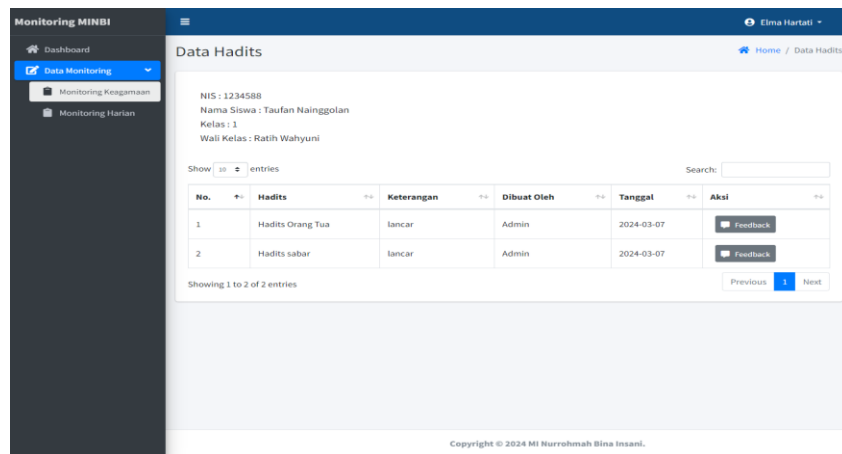 Monitoring MINBI
Elma Hartati
Dashboard
Data Monitoring
Monitoring Keagamaan
Monitoring Harian
Data Hadits
Home / Data Hadits
NIS : 1234588
Nama Siswa : Taufan Nainggolan
Kelas : 1
Wali Kelas : Ratih Wahyuni
Show 10 entries
Search:
No. Hadits Keterangan Dibuat Oleh Tanggal Aksi
1 Hadits Orang Tua lancar Admin 2024-03-07 Feedback
2 Hadits sabar lancar Admin 2024-03-07 Feedback
Showing 1 to 2 of 2 entries
Previous 1 Next
Copyright © 2024 MI Nurrohmah Bina Insani.